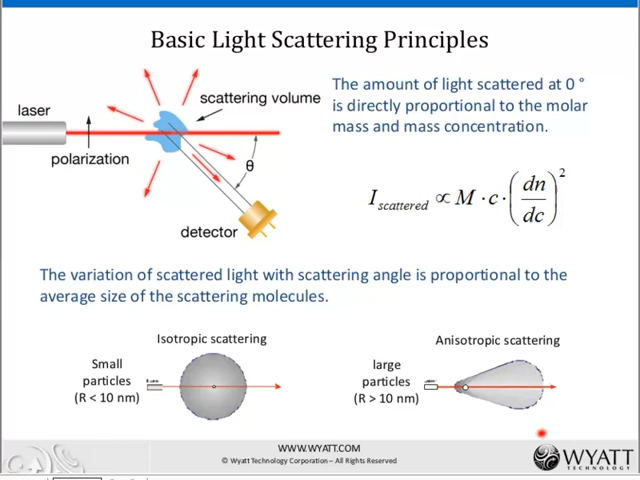 Basic Light Scattering Principles
laser
scattering volume
polarization
θ
detector
The amount of light scattered at 0 °
is directly proportional to the molar
mass and mass concentration.
I scattered ∝ M · c · (dn/dc)²
The variation of scattered light with scattering angle is proportional to the
average size of the scattering molecules.
Isotropic scattering
Small
particles
(R < 10 nm)
Anisotropic scattering
large
particles
(R > 10 nm)
WWW.WYATT.COM
© Wyatt Technology Corporation – All Rights Reserved
WYATT
TECHNOLOGY